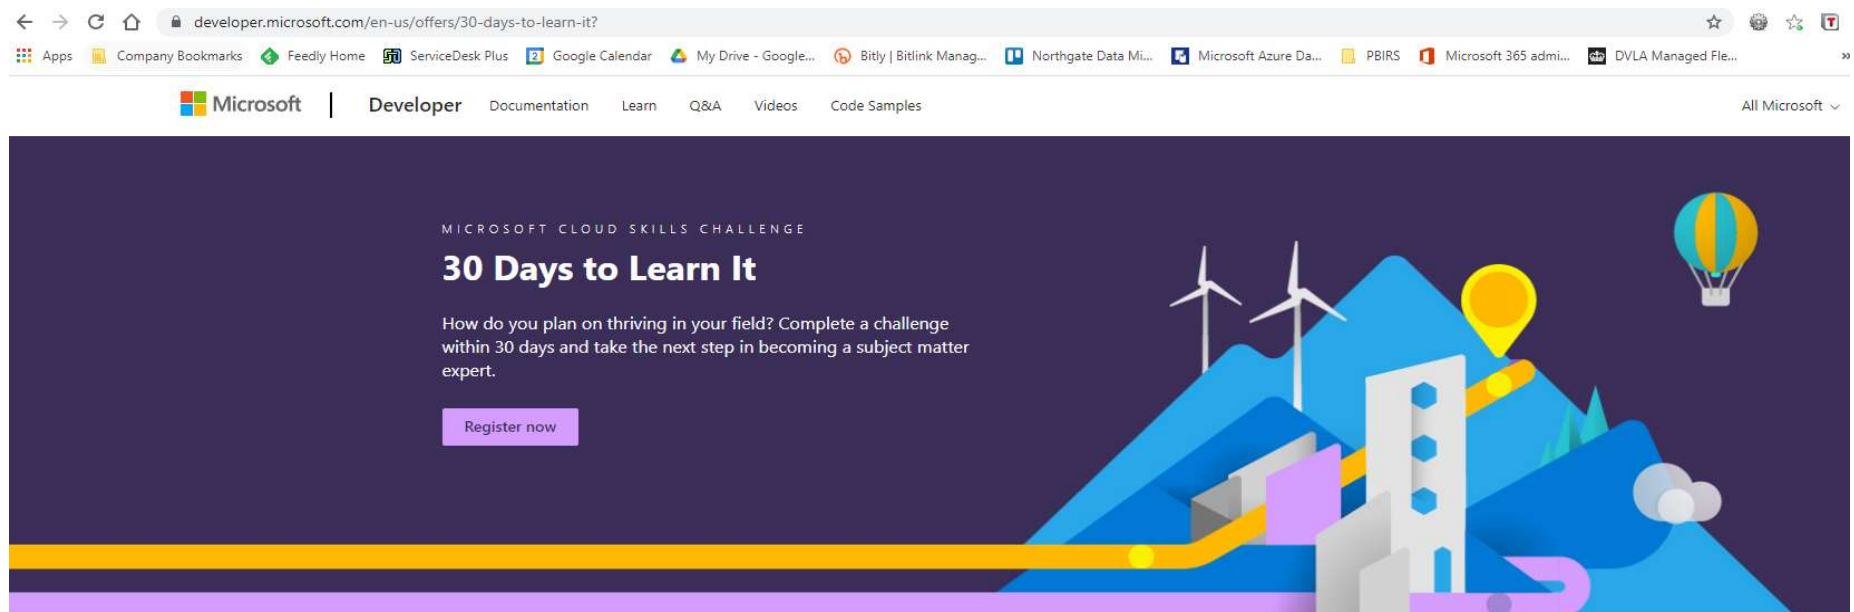 developer.microsoft.com/en-us/offers/30-days-to-learn-it?
T
Apps Company Bookmarks Feedly Home ServiceDesk Plus 2 Google Calendar My Drive - Google... Bitly | Bitlink Manag... Northgate Data Mi... Microsoft Azure Da... PBIRS Microsoft 365 admi... DVLA Managed Fle... »
Microsoft | Developer Documentation Learn Q&A Videos Code Samples All Microsoft
MICROSOFT CLOUD SKILLS CHALLENGE
30 Days to Learn It
How do you plan on thriving in your field? Complete a challenge
within 30 days and take the next step in becoming a subject matter
expert.
Register now